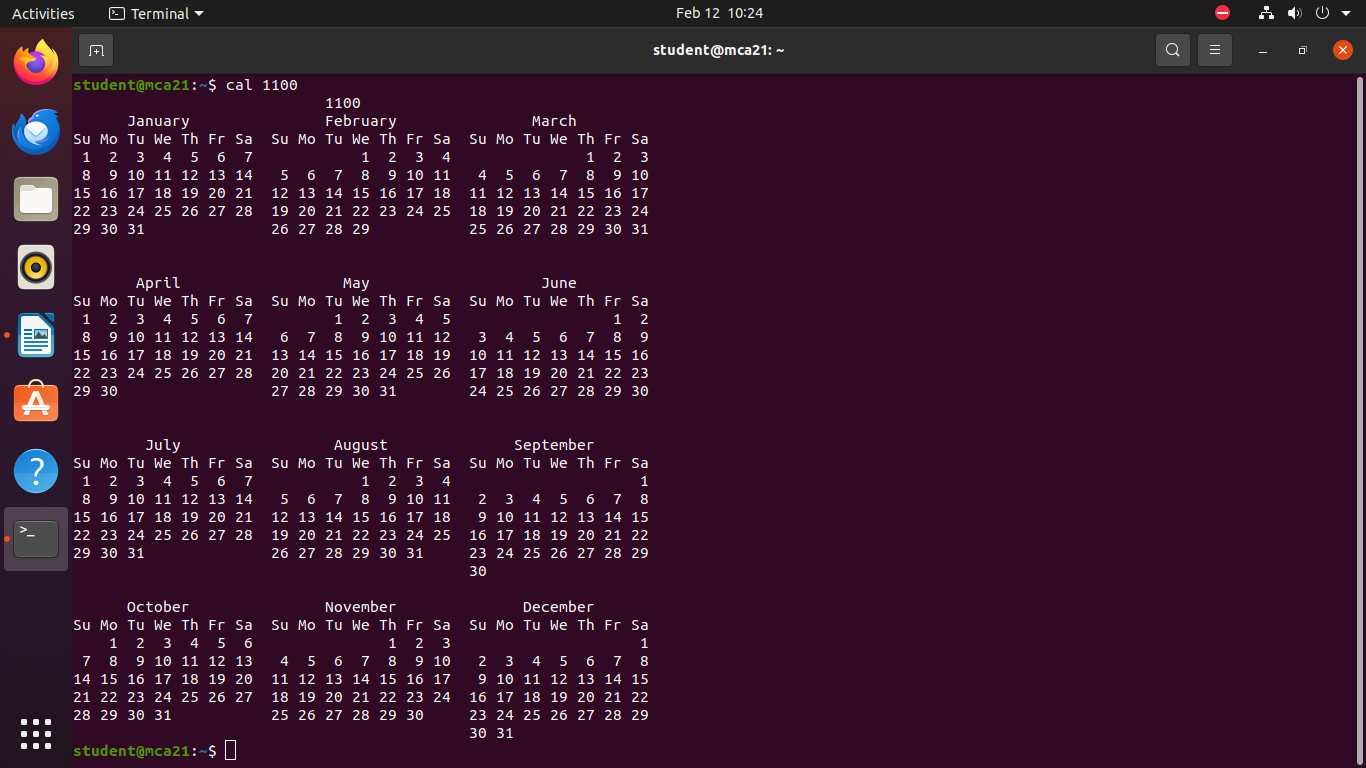 Activities Terminal Feb 12 10:24
student@mca21: ~
student@mca21:~$ cal 1100
                            1100
      January               February               March
Su Mo Tu We Th Fr Sa  Su Mo Tu We Th Fr Sa  Su Mo Tu We Th Fr Sa
 1  2  3  4  5  6  7            1  2  3  4               1  2  3
 8  9 10 11 12 13 14   5  6  7  8  9 10 11   4  5  6  7  8  9 10
15 16 17 18 19 20 21  12 13 14 15 16 17 18  11 12 13 14 15 16 17
22 23 24 25 26 27 28  19 20 21 22 23 24 25  18 19 20 21 22 23 24
29 30 31              26 27 28 29           25 26 27 28 29 30 31
       April                  May                   June
Su Mo Tu We Th Fr Sa  Su Mo Tu We Th Fr Sa  Su Mo Tu We Th Fr Sa
 1  2  3  4  5  6  7         1  2  3  4  5                  1  2
 8  9 10 11 12 13 14   6  7  8  9 10 11 12   3  4  5  6  7  8  9
15 16 17 18 19 20 21  13 14 15 16 17 18 19  10 11 12 13 14 15 16
22 23 24 25 26 27 28  20 21 22 23 24 25 26  17 18 19 20 21 22 23
29 30                 27 28 29 30 31        24 25 26 27 28 29 30
        July                 August              September
Su Mo Tu We Th Fr Sa  Su Mo Tu We Th Fr Sa  Su Mo Tu We Th Fr Sa
 1  2  3  4  5  6  7            1  2  3  4                     1
 8  9 10 11 12 13 14   5  6  7  8  9 10 11   2  3  4  5  6  7  8
15 16 17 18 19 20 21  12 13 14 15 16 17 18   9 10 11 12 13 14 15
22 23 24 25 26 27 28  19 20 21 22 23 24 25  16 17 18 19 20 21 22
29 30 31              26 27 28 29 30 31     23 24 25 26 27 28 29
                                            30
      October               November              December
Su Mo Tu We Th Fr Sa  Su Mo Tu We Th Fr Sa  Su Mo Tu We Th Fr Sa
    1  2  3  4  5  6               1  2  3                     1
 7  8  9 10 11 12 13   4  5  6  7  8  9 10   2  3  4  5  6  7  8
14 15 16 17 18 19 20  11 12 13 14 15 16 17   9 10 11 12 13 14 15
21 22 23 24 25 26 27  18 19 20 21 22 23 24  16 17 18 19 20 21 22
28 29 30 31           25 26 27 28 29 30     23 24 25 26 27 28 29
                                            30 31
student@mca21:~$